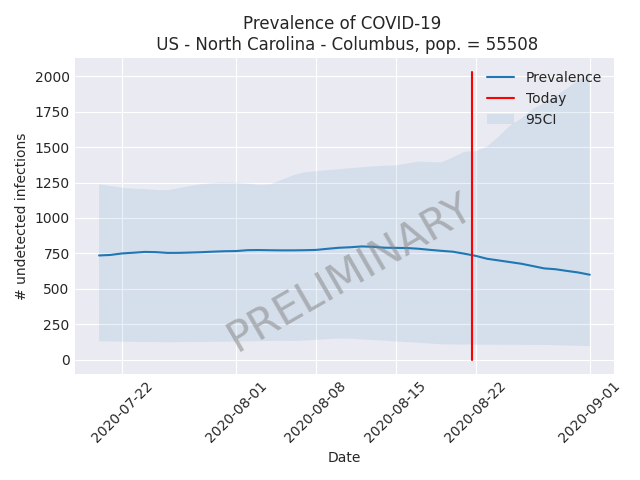 Prevalence of COVID-19
US - North Carolina - Columbus, pop. = 55508
# undetected infections
2000
1750
1500
1250
1000
750
500
250
0
Prevalence
Today
95CI
PRELIMINARY
2020-07-22
2020-08-01
2020-08-08
2020-08-15
2020-08-22
2020-09-01
Date